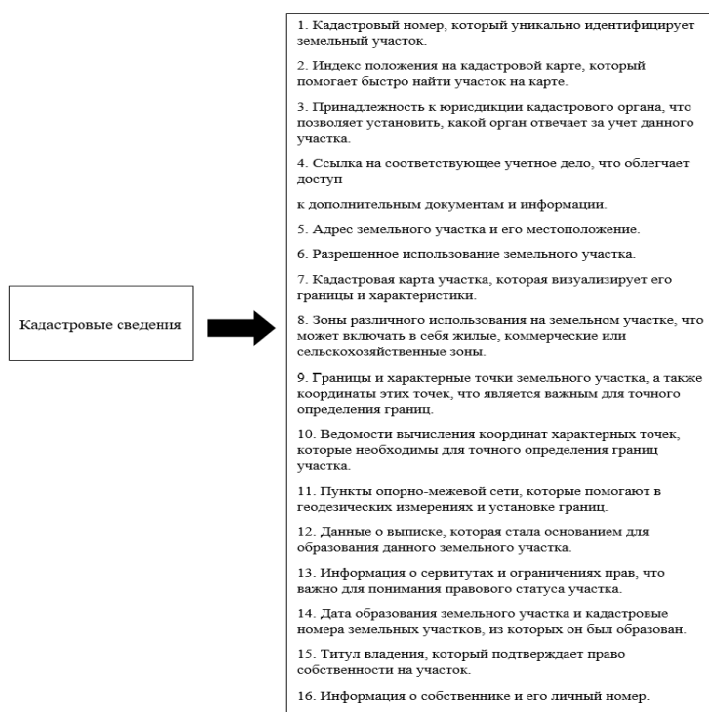 1. Кадастровый номер, который уникально идентифицирует
земельный участок.
2. Индекс положения на кадастровой карте, который
помогает быстро найти участок на карте.
3. Принадлежность к юрисдикции кадастрового органа, что
позволяет установить, какой орган отвечает за учет данного
участка.
4. Ссылка на соответствующее учетное дело, что облегчает
доступ
к дополнительным документам и информации.
5. Адрес земельного участка и его местоположение.
6. Разрешенное использование земельного участка.
7. Кадастровая карта участка, которая визуализирует его
границы и характеристики.
Кадастровые сведения
8. Зоны различного использования на земельном участке, что
может включать в себя жилые, коммерческие или
сельскохозяйственные зоны.
9. Границы и характерные точки земельного участка, а также
координаты этих точек, что является важным для точного
определения границ.
10. Ведомости вычисления координат характерных точек,
которые необходимы для точного определения границ
участка.
11. Пункты опорно-межевой сети, которые помогают в
геодезических измерениях и установке границ.
12. Данные о выписке, которая стала основанием для
образования данного земельного участка.
13. Информация о сервитутах и ограничениях прав, что
важно для понимания правового статуса участка.
14. Дата образования земельного участка и кадастровые
номера земельных участков, из которых он был образован.
15. Титул владения, который подтверждает право
собственности на участок.
16. Информация о собственнике и его личный номер.